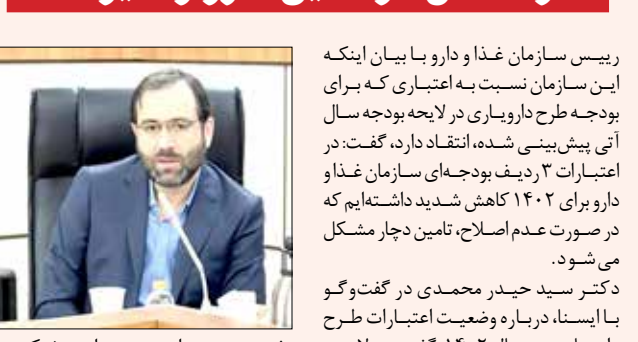 رییس سازمان غذا و دارو با بیان اینکه
این سازمان نسبت به اعتباری که برای
بودجه طرح دارویاری در لایحه بودجه سال
آتی پیش‌بینی شده، انتقاد دارد، گفت: در
اعتبارات ۳ ردیف بودجه‌ای سازمان غذا و
دارو برای ۱۴۰۲ کاهش شدید داشته‌ایم که
در صورت عدم اصلاح، تامین دچار مشکل
می‌شود.
دکتر سید حیدر محمدی در گفت‌وگو
با ایسنا، درباره وضعیت اعتبارات طرح